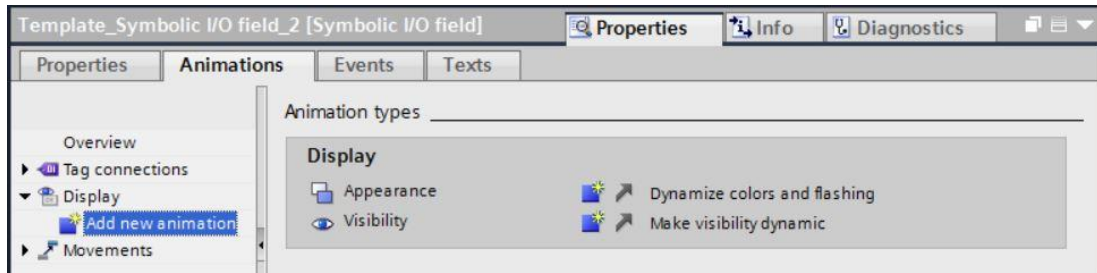 Template_Symbolic I/O field_2 [Symbolic I/O field] Properties Info Diagnostics
Properties Animations Events Texts
Animation types
Overview
Tag connections
Display
Add new animation
Movements
Display
Appearance Dynamize colors and flashing
Visibility Make visibility dynamic